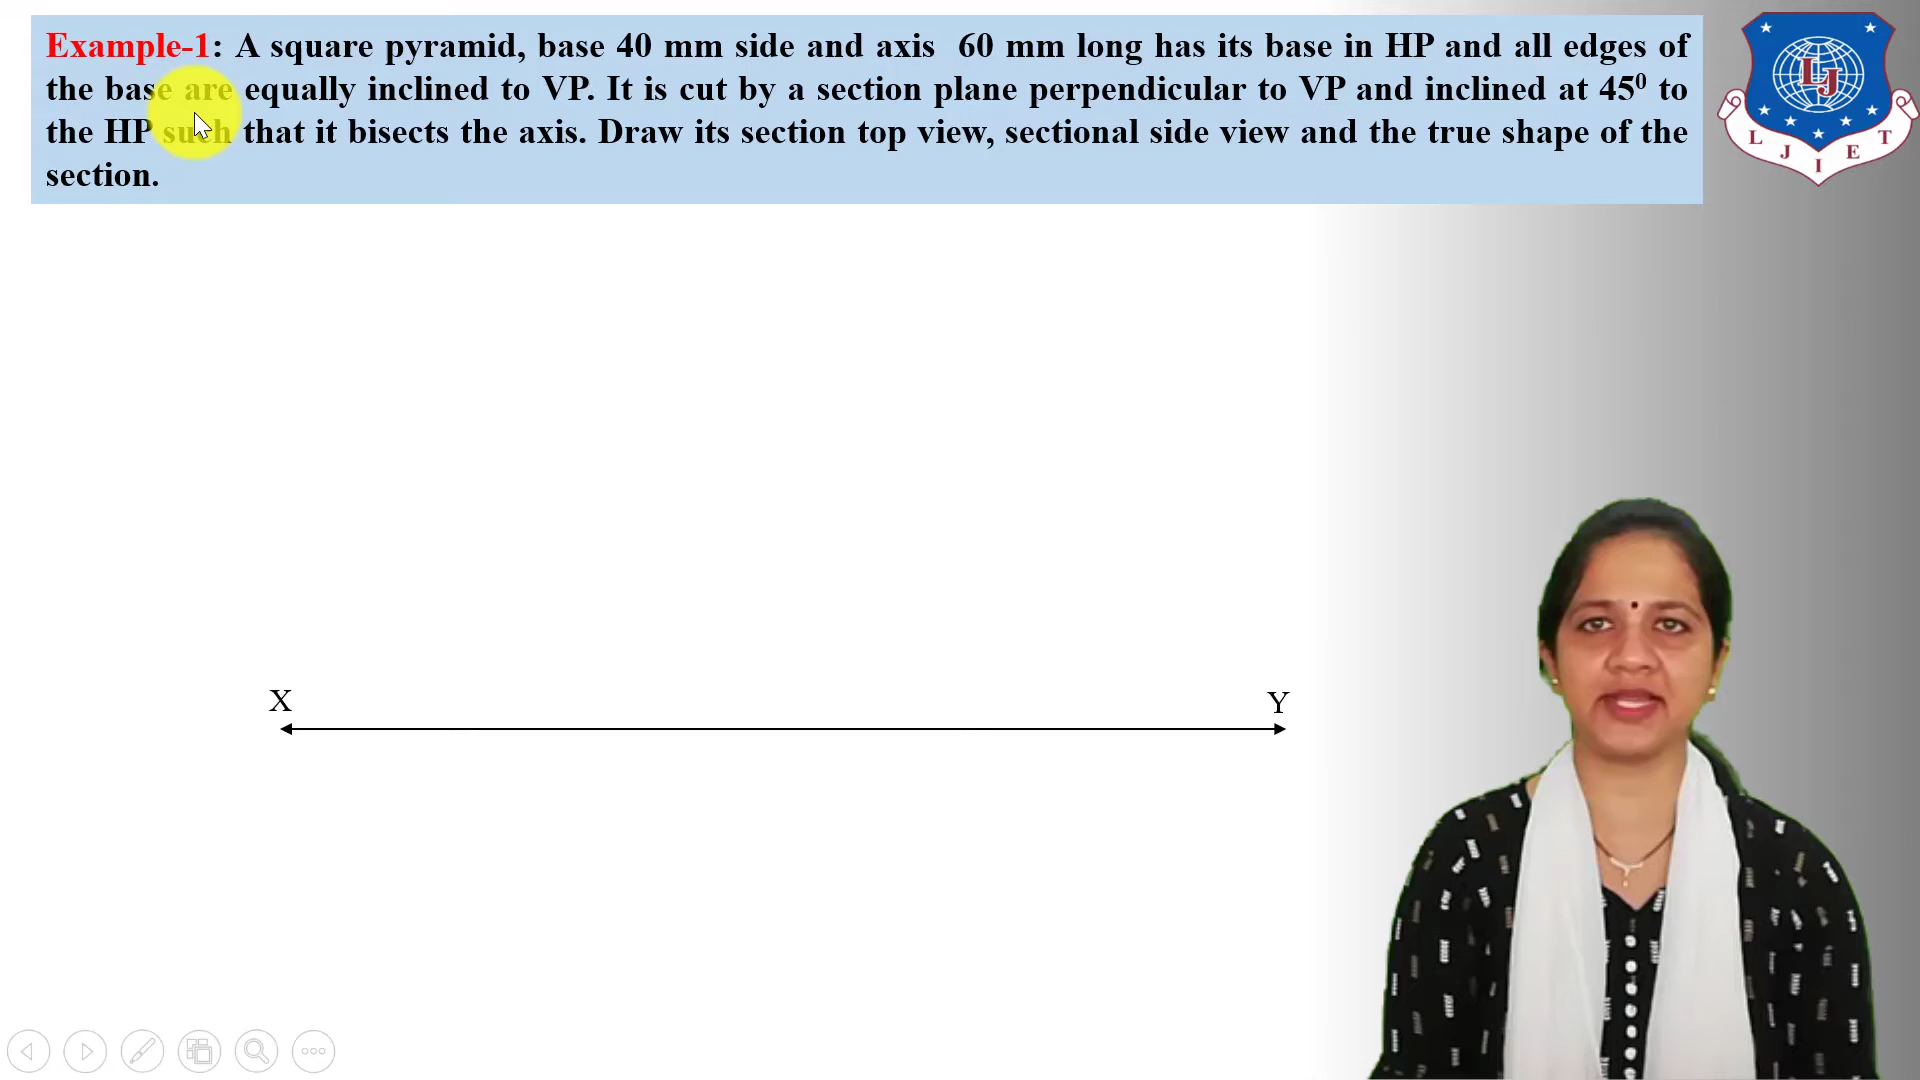 Example-1: A square pyramid, base 40 mm side and axis 60 mm long has its base in HP and all edges of
the base are equally inclined to VP. It is cut by a section plane perpendicular to VP and inclined at 45⁰ to
the HP such that it bisects the axis. Draw its section top view, sectional side view and the true shape of the
section.
LJ
L J I E T
X
Y